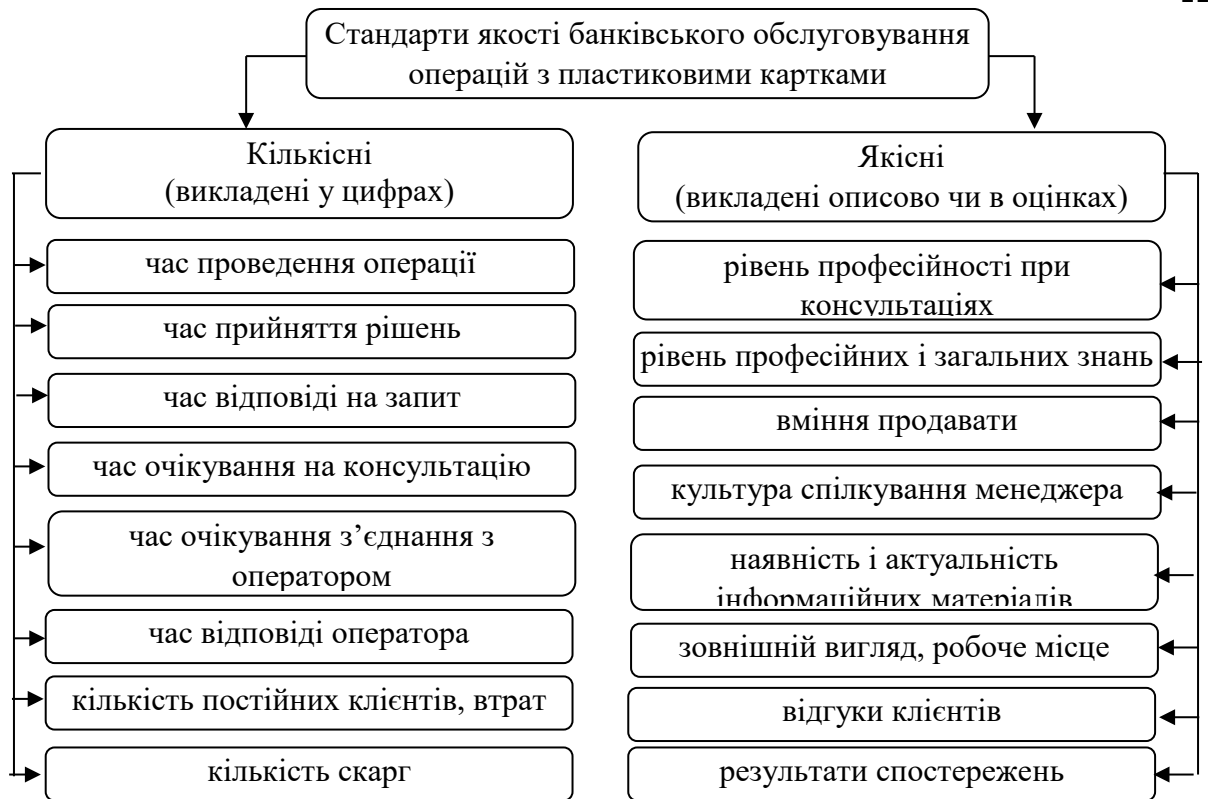 Стандарти якості банківського обслуговування
операцій з пластиковими картками
Кількісні
(викладені у цифрах)
час проведення операції
час прийняття рішень
час відповіді на запит
час очікування на консультацію
час очікування з’єднання з
оператором
час відповіді оператора
кількість постійних клієнтів, втрат
кількість скарг
Якісні
(викладені описово чи в оцінках)
рівень професійності при
консультаціях
рівень професійних і загальних знань
вміння продавати
культура спілкування менеджера
наявність і актуальність
інформаційних матеріалів
зовнішній вигляд, робоче місце
відгуки клієнтів
результати спостережень